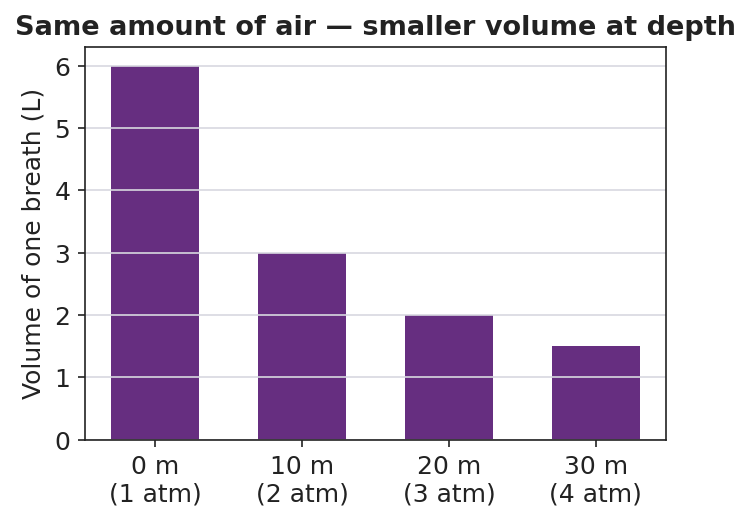 Same amount of air — smaller volume at depth
Volume of one breath (L)
6
5
4
3
2
1
0
0 m
(1 atm)
10 m
(2 atm)
20 m
(3 atm)
30 m
(4 atm)